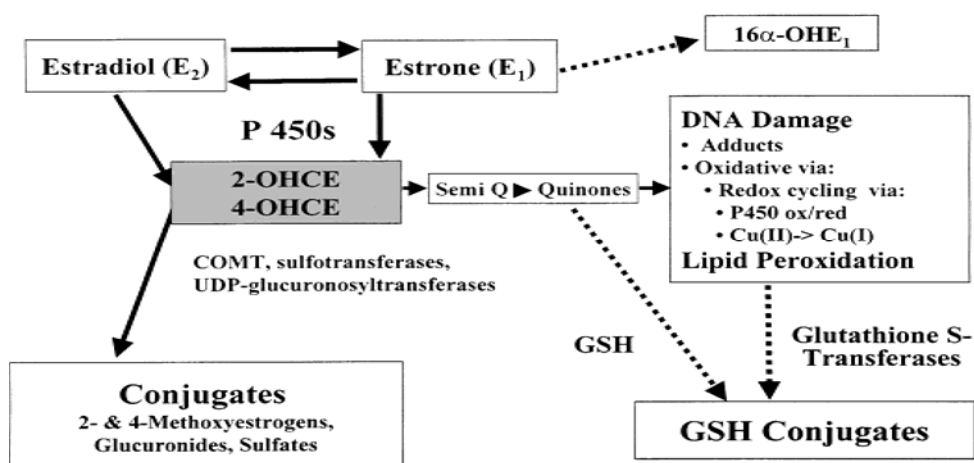 16α-OHE₁
Estradiol (E₂)
Estrone (E₁)
P 450s
2-OHCE
4-OHCE
Semi Q ► Quinones
DNA Damage
• Adducts
• Oxidative via:
• Redox cycling via:
• P450 ox/red
• Cu(II)-> Cu(I)
Lipid Peroxidation
COMT, sulfotransferases,
UDP-glucuronosyltransferases
GSH
Glutathione S-
Transferases
Conjugates
2- & 4-Methoxyestrogens,
Glucuronides, Sulfates
GSH Conjugates